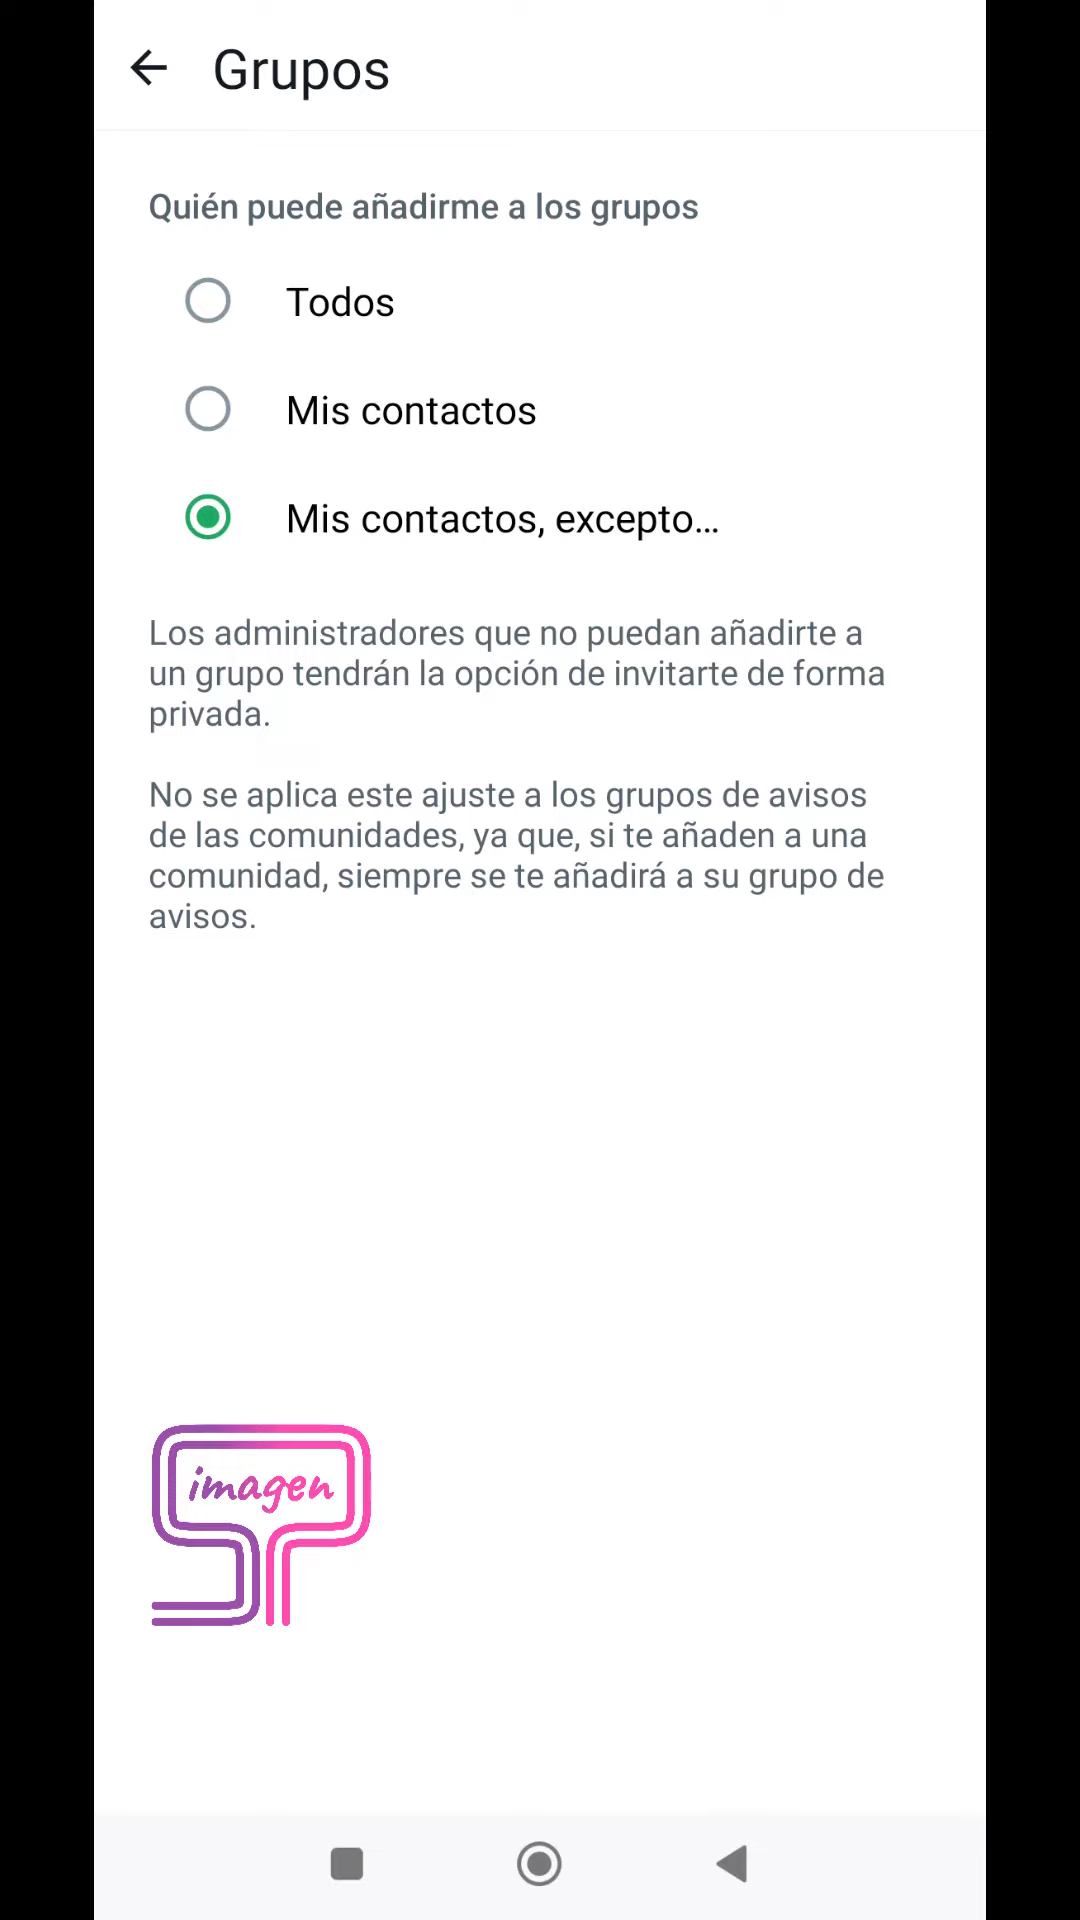 Grupos
Quién puede añadirme a los grupos
Todos
Mis contactos
Mis contactos, excepto...
Los administradores que no puedan añadirte a
un grupo tendrán la opción de invitarte de forma
privada.
No se aplica este ajuste a los grupos de avisos
de las comunidades, ya que, si te añaden a una
comunidad, siempre se te añadirá a su grupo de
avisos.
imagen